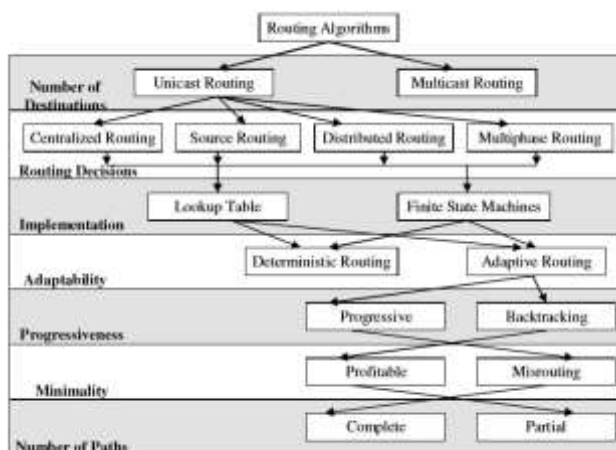 Routing Algorithms
Number of
Destinations
Unicast Routing
Multicast Routing
Centralized Routing
Source Routing
Distributed Routing
Multiphase Routing
Routing Decisions
Lookup Table
Finite State Machines
Implementation
Deterministic Routing
Adaptive Routing
Adaptability
Progressive
Backtracking
Progressiveness
Profitable
Misrouting
Minimality
Complete
Partial
Number of Paths